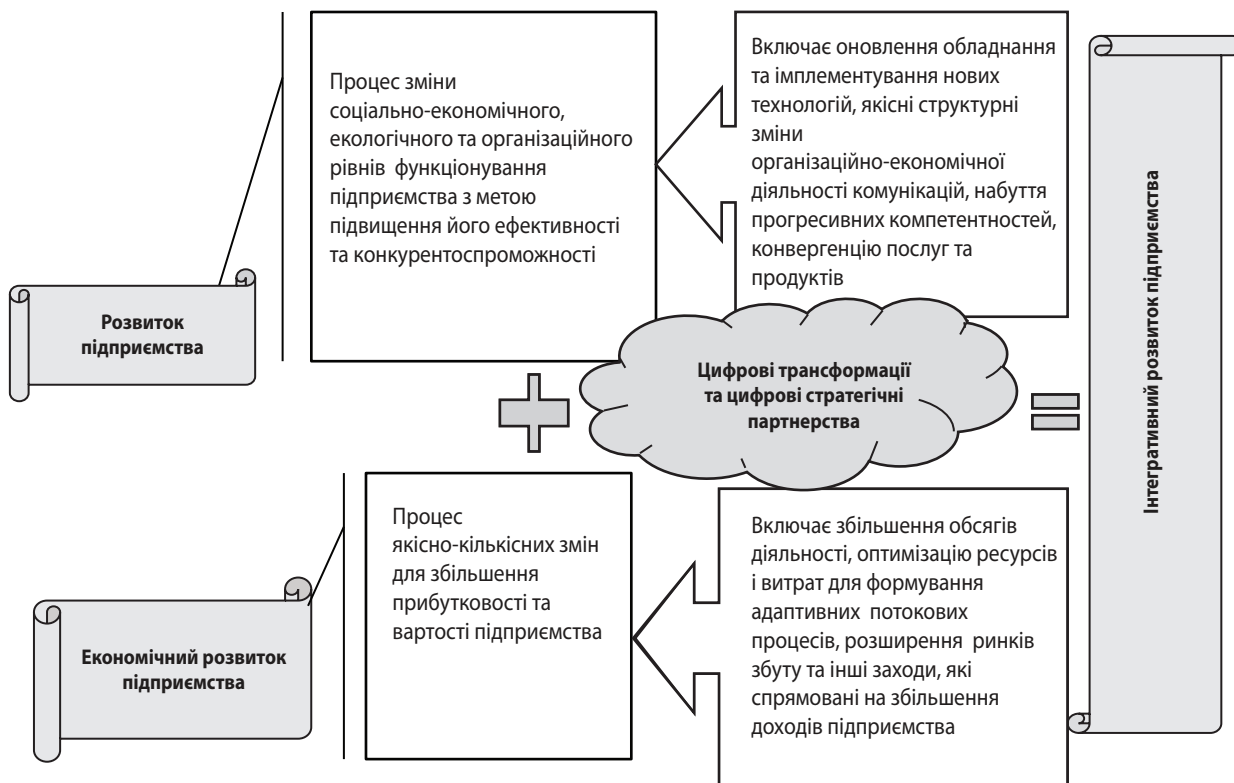 Процес зміни
соціально-економічного,
екологічного та організаційного
рівнів функціонування
підприємства з метою
підвищення його ефективності
та конкурентоспроможності
Включає оновлення обладнання
та імплементування нових
технологій, якісні структурні
зміни
організаційно-економічної
діяльності комунікацій, набуття
прогресивних компетентностей,
конвергенцію послуг та
продуктів
Розвиток
підприємства
Цифрові трансформації
та цифрові стратегічні
партнерства
Інтегративний розвиток підприємства
Процес
якісно-кількісних змін
для збільшення
прибутковості та
вартості підприємства
Включає збільшення обсягів
діяльності, оптимізацію ресурсів
і витрат для формування
адаптивних потокових
процесів, розширення ринків
збуту та інші заходи, які
спрямовані на збільшення
доходів підприємства
Економічний розвиток
підприємства